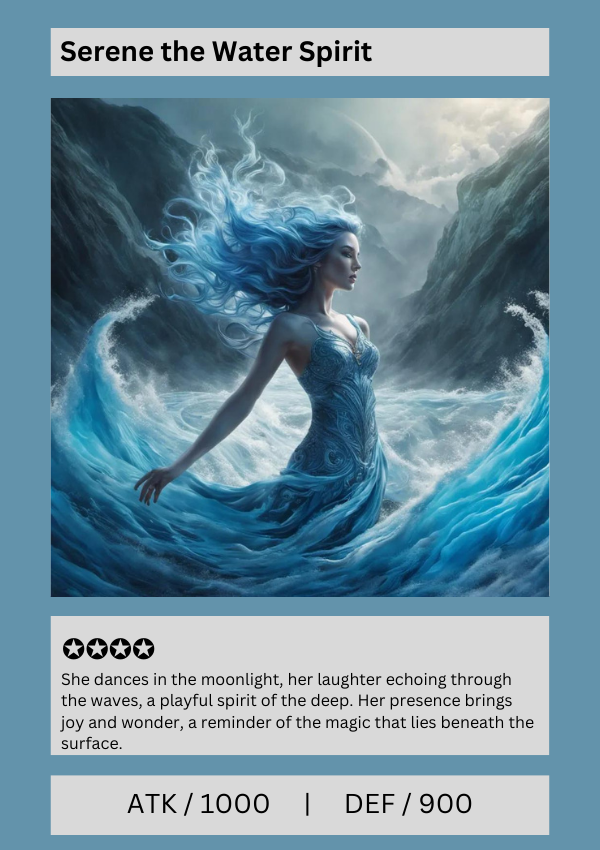 Serene the Water Spirit
✪✪✪✪
She dances in the moonlight, her laughter echoing through
the waves, a playful spirit of the deep. Her presence brings
joy and wonder, a reminder of the magic that lies beneath the
surface.
ATK / 1000 | DEF / 900